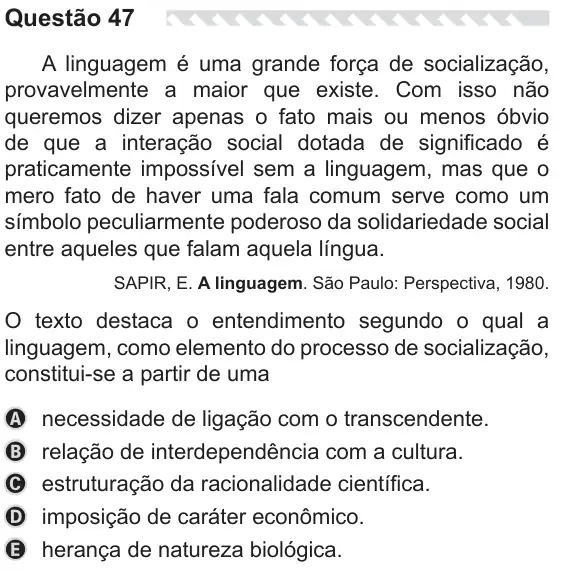 Questão 47
A linguagem é uma grande força de socialização,
provavelmente a maior que existe. Com isso não
queremos dizer apenas o fato mais ou menos óbvio
de que a interação social dotada de significado é
praticamente impossível sem a linguagem, mas que o
mero fato de haver uma fala comum serve como um
símbolo peculiarmente poderoso da solidariedade social
entre aqueles que falam aquela língua.
SAPIR, E. A linguagem. São Paulo: Perspectiva, 1980.
O texto destaca o entendimento segundo o qual a
linguagem, como elemento do processo de socialização,
constitui-se a partir de uma
A necessidade de ligação com o transcendente.
B relação de interdependência com a cultura.
C estruturação da racionalidade científica.
D imposição de caráter econômico.
E herança de natureza biológica.